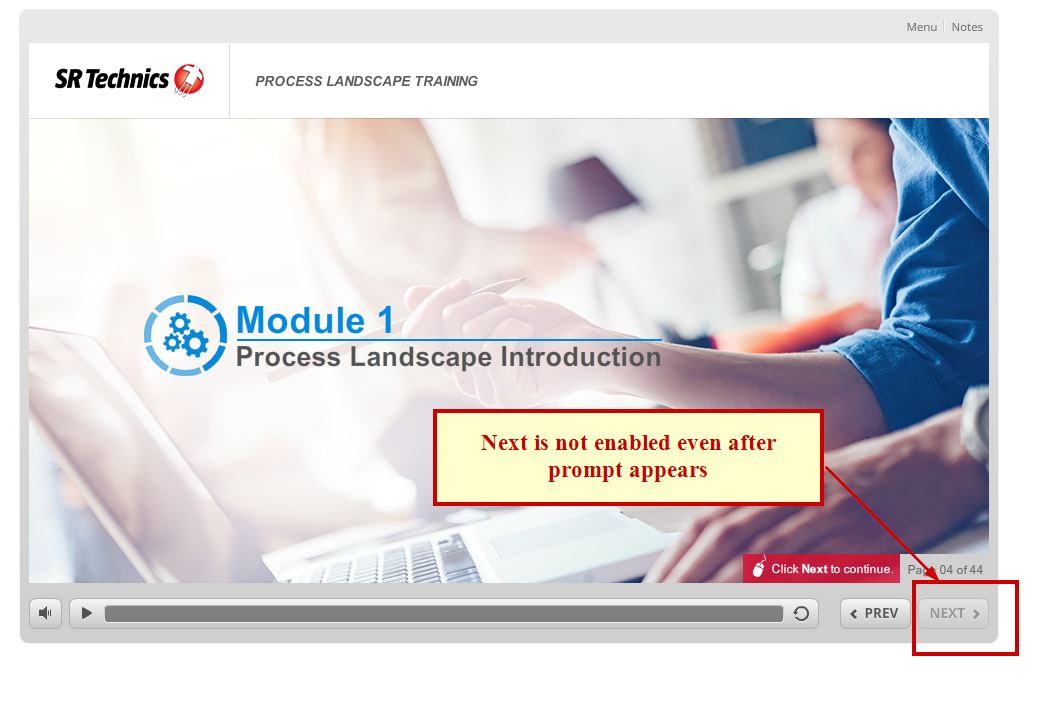 Menu Notes
SR Technics
PROCESS LANDSCAPE TRAINING
Module 1
Process Landscape Introduction
Next is not enabled even after
prompt appears
Click Next to continue.
Page 04 of 44
PREV
NEXT